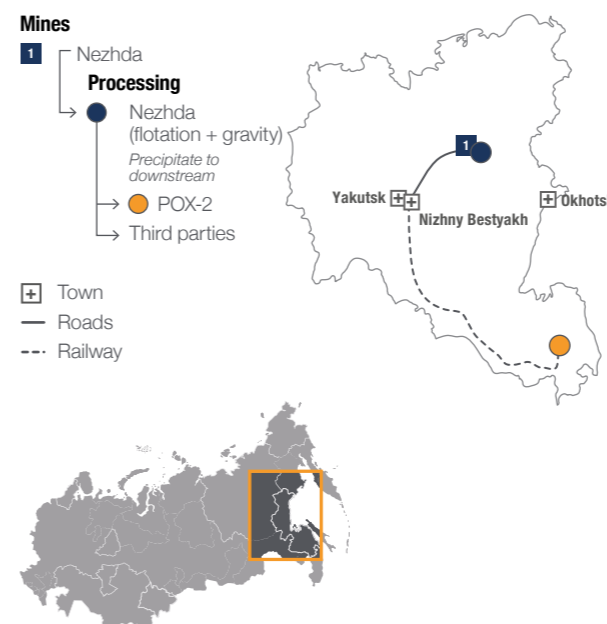 Mines
1 Nezhda
Processing
Nezhda
(flotation + gravity)
Precipitate to
downstream
POX-2
Third parties
Town
Roads
Railway
1
Yakutsk
Nizhny Bestyakh
Okhots